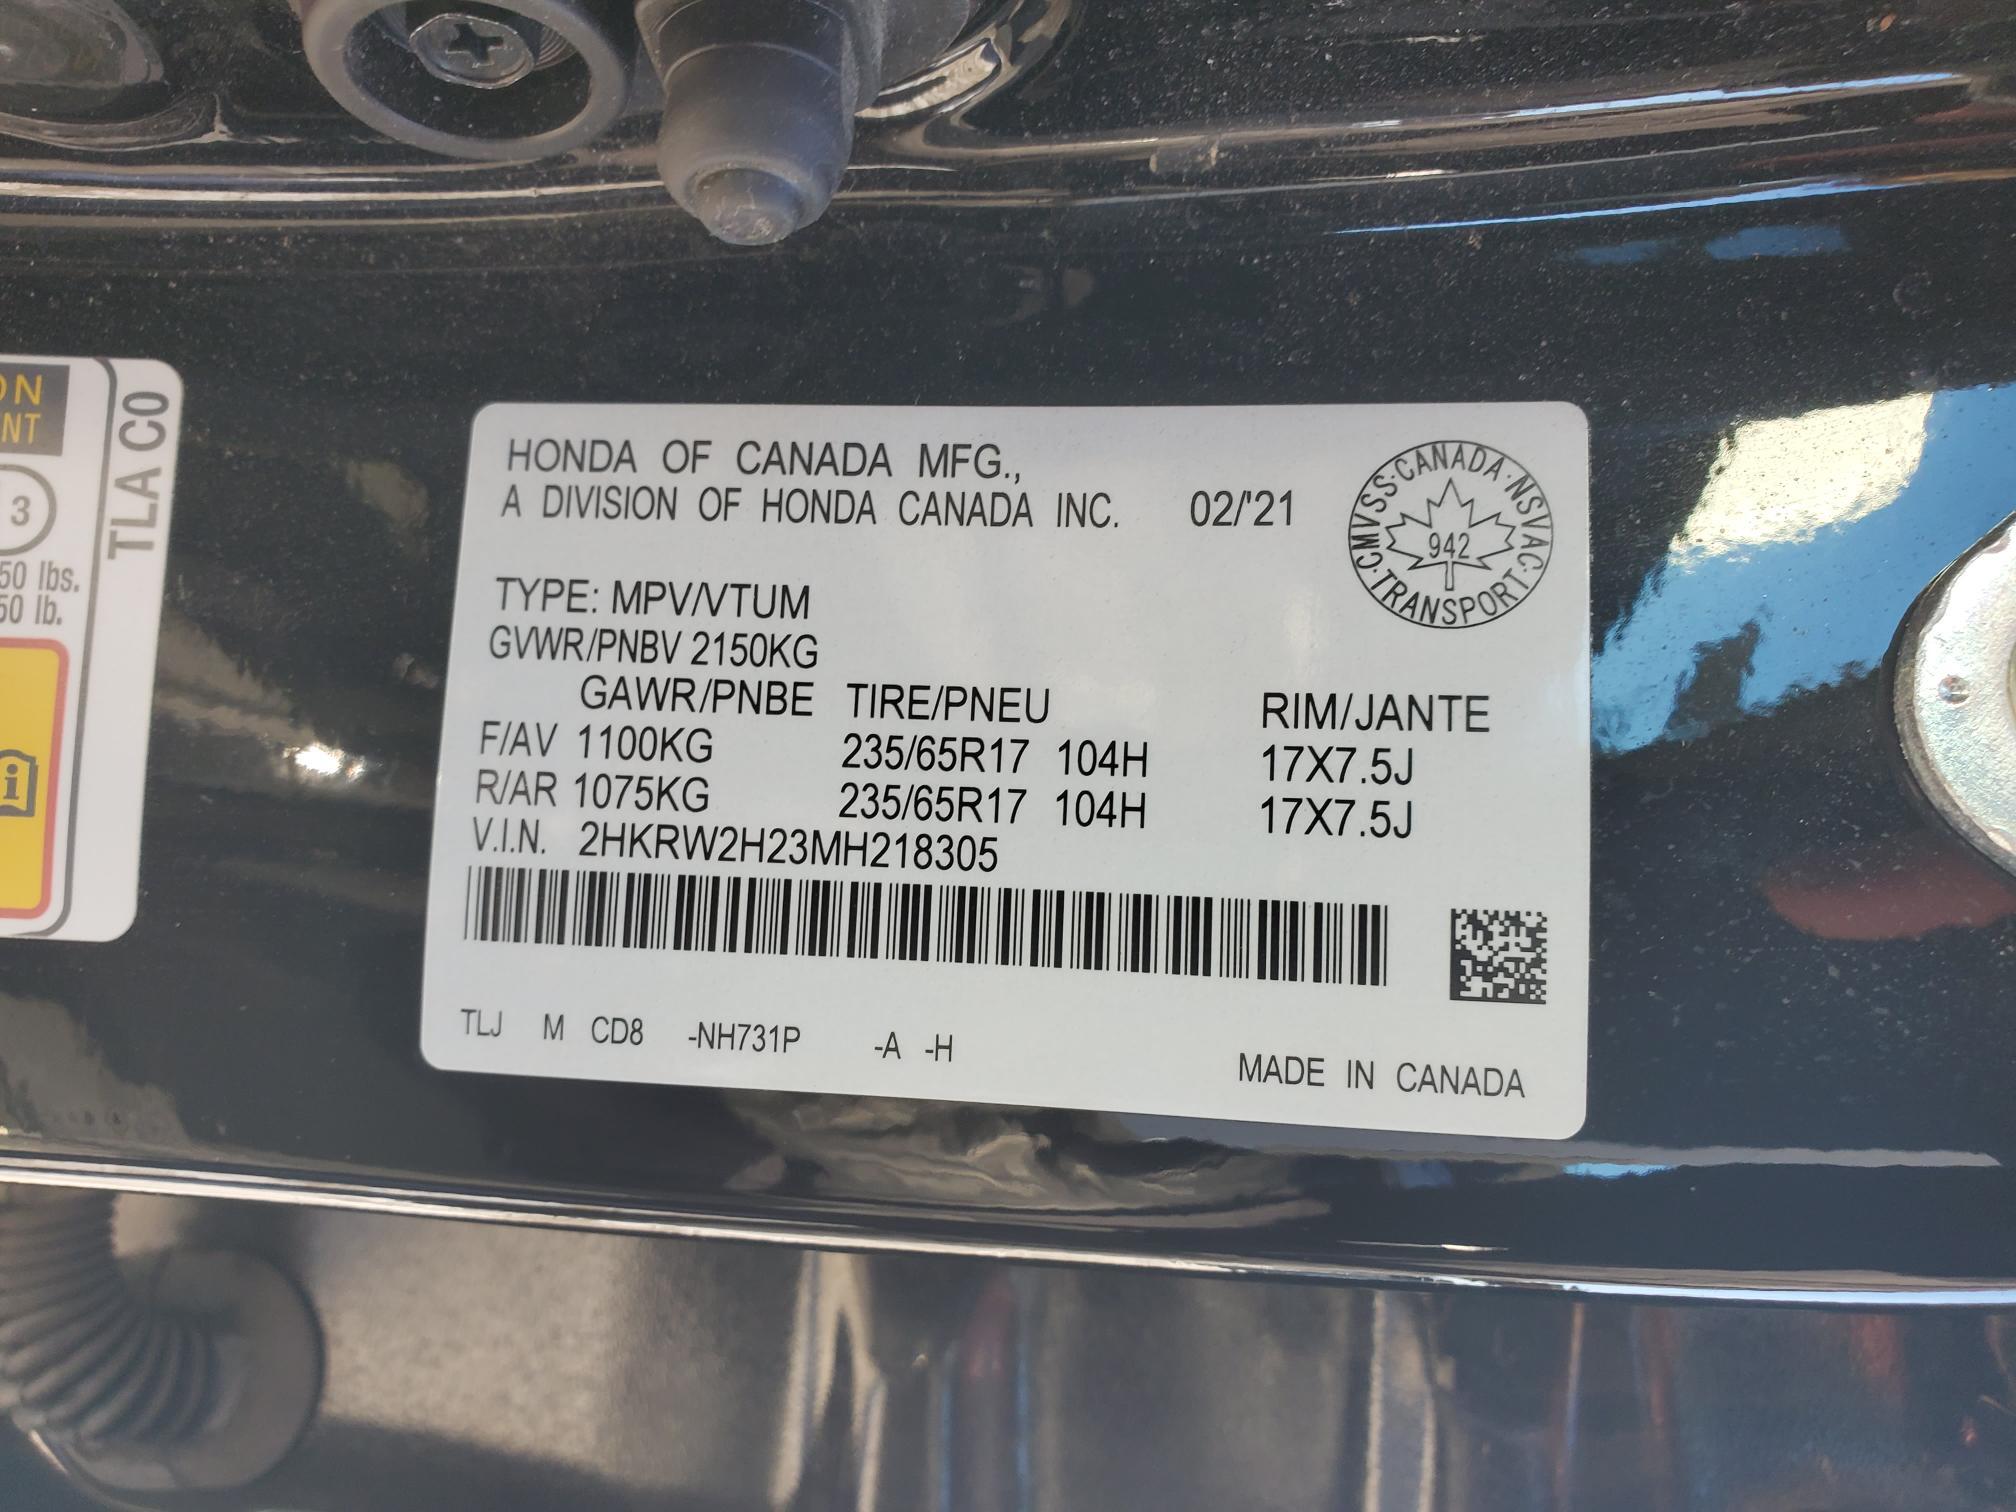 ON
NT
3
50 lbs.
50 lb.
TLA C0
HONDA OF CANADA MFG.,
A DIVISION OF HONDA CANADA INC. 02/'21
CMVSS·CANADA·NSVAC·TRANSPORT·
942
TYPE: MPV/VTUM
GVWR/PNBV 2150KG
GAWR/PNBE TIRE/PNEU RIM/JANTE
F/AV 1100KG 235/65R17 104H 17X7.5J
R/AR 1075KG 235/65R17 104H 17X7.5J
V.I.N. 2HKRW2H23MH218305
TLJ M CD8 -NH731P -A -H
MADE IN CANADA